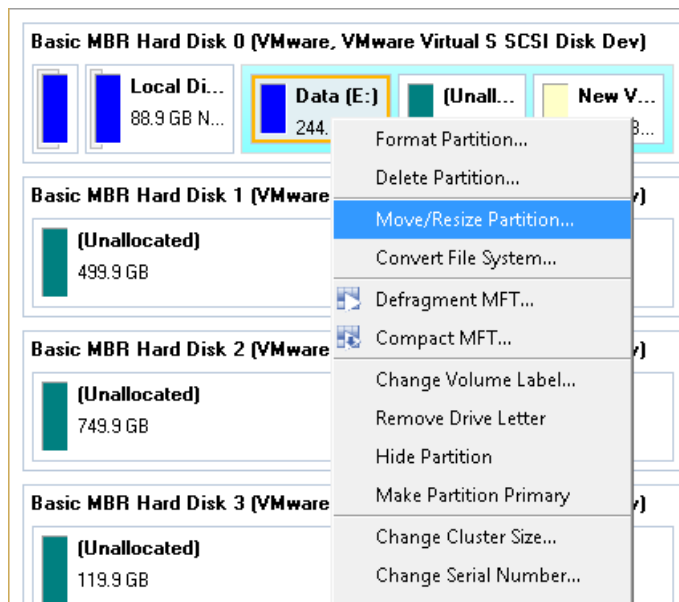 Basic MBR Hard Disk 0 (VMware, VMware Virtual S SCSI Disk Dev)
Local Di...
88.9 GB N...
Data (E:)
244.
(Unall...
New V...
Format Partition...
Delete Partition...
Move/Resize Partition...
Convert File System...
Defragment MFT...
Compact MFT...
Change Volume Label...
Remove Drive Letter
Hide Partition
Make Partition Primary
Change Cluster Size...
Change Serial Number...
Basic MBR Hard Disk 1 (VMware
(Unallocated)
499.9 GB
Basic MBR Hard Disk 2 (VMware
(Unallocated)
749.9 GB
Basic MBR Hard Disk 3 (VMware
(Unallocated)
119.9 GB